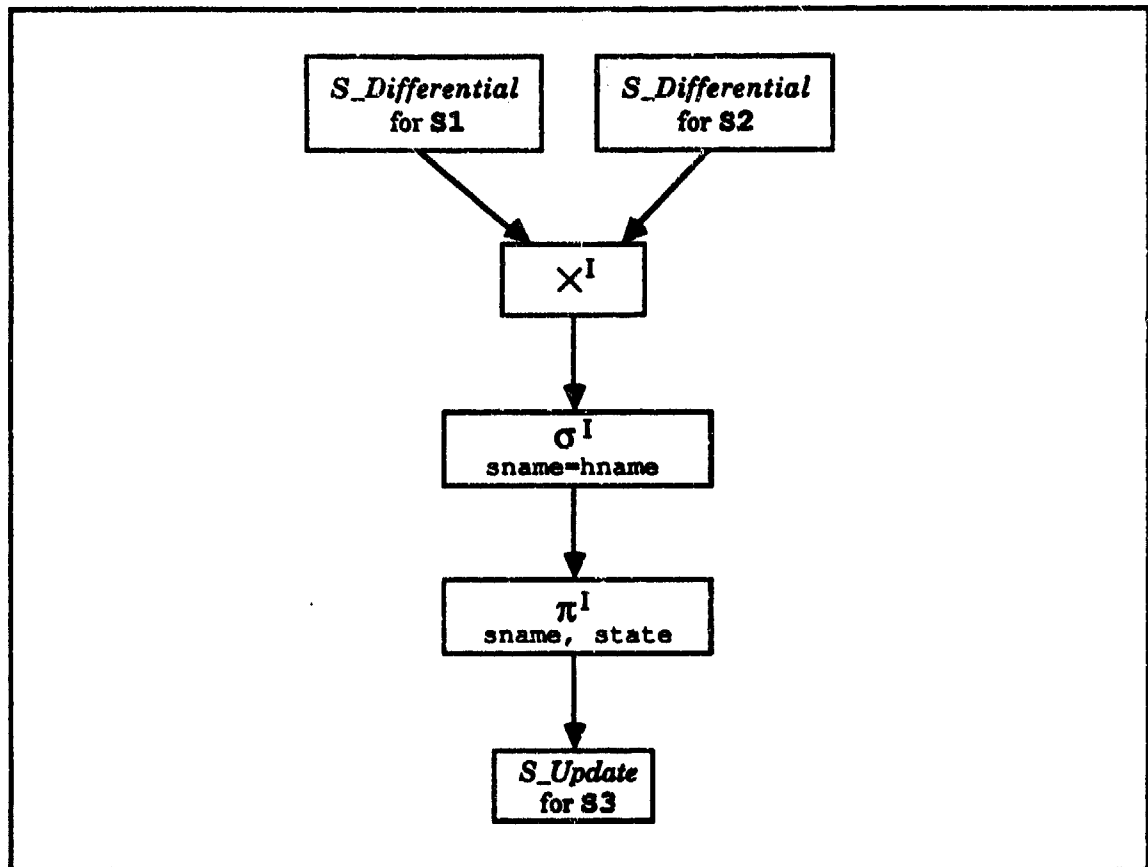 S_Differential
for S1
S_Differential
for S2
×ᴵ
σᴵ
sname=hname
πᴵ
sname, state
S_Update
for S3